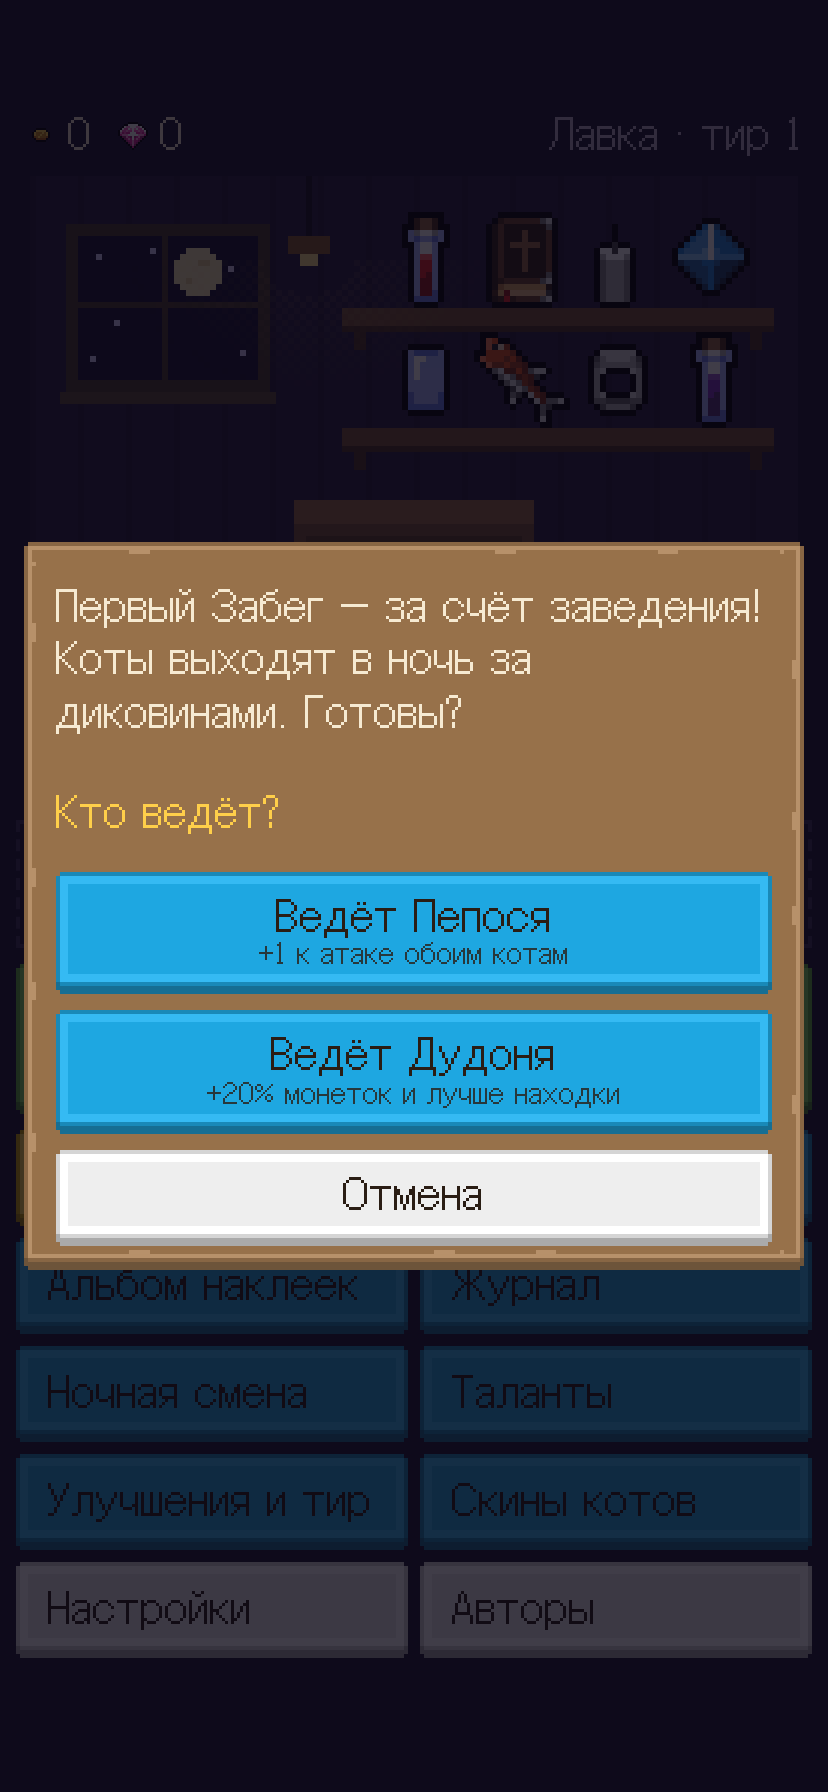 0 0 Лавка · тир 1
Первый Забег – за счёт заведения!
Коты выходят в ночь за
диковинами. Готовы?
Кто ведёт?
Ведёт Пепося
+1 к атаке обоим котам
Ведёт Дудоня
+20% монеток и лучше находки
Отмена
Альбом наклеек Журнал
Ночная смена Таланты
Улучшения и тир Скины котов
Настройки Авторы